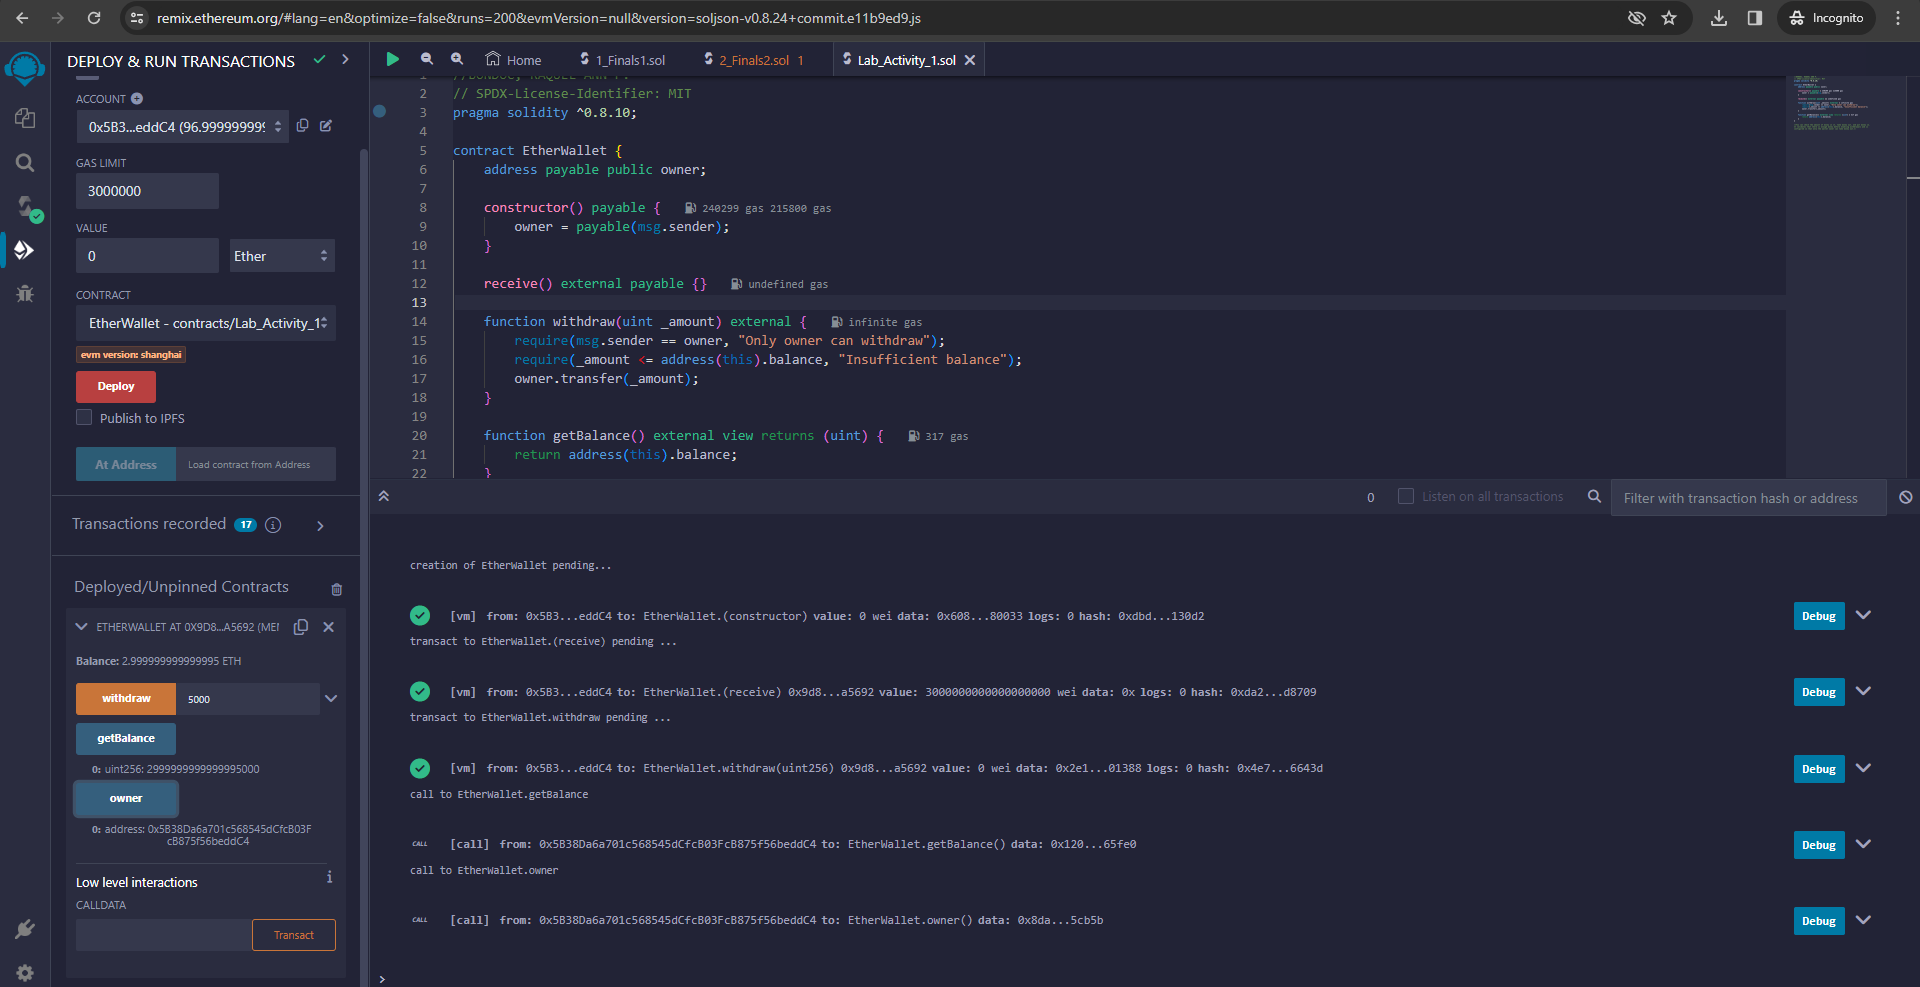 remix.ethereum.org/#lang=en&optimize=false&runs=200&evmVersion=null&version=soljson-v0.8.24+commit.e11b9ed9.js
Incognito
DEPLOY & RUN TRANSACTIONS
ACCOUNT
0x5B3...eddC4 (96.999999999
GAS LIMIT
3000000
VALUE
0
Ether
CONTRACT
EtherWallet - contracts/Lab_Activity_1
evm version: shanghai
Deploy
Publish to IPFS
At Address
Load contract from Address
Transactions recorded 17
Deployed/Unpinned Contracts
ETHERWALLET AT 0X9D8...A5692 (MEM
Balance: 2.999999999999995 ETH
withdraw
5000
getBalance
0: uint256: 2999999999999995000
owner
0: address: 0x5B38Da6a701c568545dCfcB03F
cB875f56beddC4
Low level interactions
CALLDATA
Transact
Home
1_Finals1.sol
2_Finals2.sol 1
Lab_Activity_1.sol
2 // SPDX-License-Identifier: MIT
3 pragma solidity ^0.8.10;
4
5 contract EtherWallet {
6 address payable public owner;
7
8 constructor() payable { 240299 gas 215800 gas
9 owner = payable(msg.sender);
10 }
11
12 receive() external payable {} undefined gas
13
14 function withdraw(uint _amount) external { infinite gas
15 require(msg.sender == owner, "Only owner can withdraw");
16 require(_amount <= address(this).balance, "Insufficient balance");
17 owner.transfer(_amount);
18 }
19
20 function getBalance() external view returns (uint) { 317 gas
21 return address(this).balance;
22 }
0
Listen on all transactions
Filter with transaction hash or address
creation of EtherWallet pending...
[vm] from: 0x5B3...eddC4 to: EtherWallet.(constructor) value: 0 wei data: 0x608...80033 logs: 0 hash: 0xdbd...130d2
Debug
transact to EtherWallet.(receive) pending ...
[vm] from: 0x5B3...eddC4 to: EtherWallet.(receive) 0x9d8...a5692 value: 3000000000000000000 wei data: 0x logs: 0 hash: 0xda2...d8709
Debug
transact to EtherWallet.withdraw pending ...
[vm] from: 0x5B3...eddC4 to: EtherWallet.withdraw(uint256) 0x9d8...a5692 value: 0 wei data: 0x2e1...01388 logs: 0 hash: 0x4e7...6643d
Debug
call to EtherWallet.getBalance
CALL [call] from: 0x5B38Da6a701c568545dCfcB03FcB875f56beddC4 to: EtherWallet.getBalance() data: 0x120...65fe0
Debug
call to EtherWallet.owner
CALL [call] from: 0x5B38Da6a701c568545dCfcB03FcB875f56beddC4 to: EtherWallet.owner() data: 0x8da...5cb5b
Debug
>